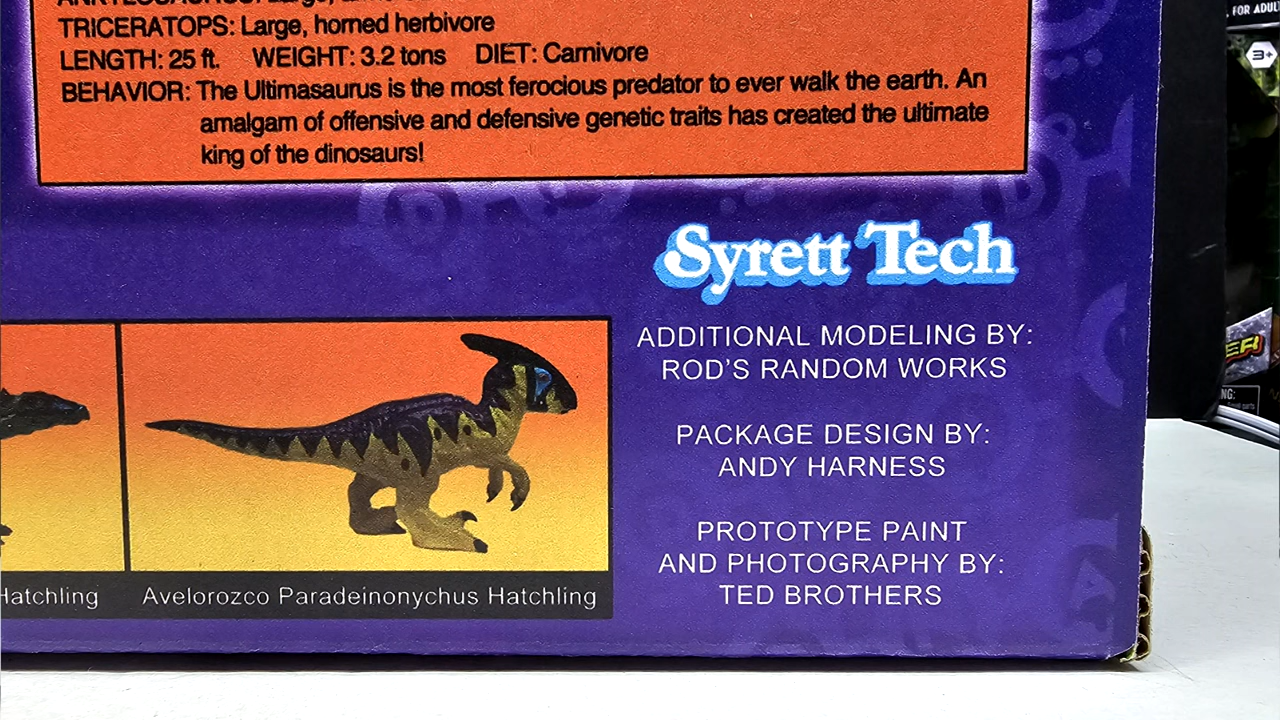 TRICERATOPS: Large, horned herbivore
LENGTH: 25 ft. WEIGHT: 3.2 tons DIET: Carnivore
BEHAVIOR: The Ultimasaurus is the most ferocious predator to ever walk the earth. An
amalgam of offensive and defensive genetic traits has created the ultimate
king of the dinosaurs!
Syrett Tech
ADDITIONAL MODELING BY:
ROD'S RANDOM WORKS
PACKAGE DESIGN BY:
ANDY HARNESS
PROTOTYPE PAINT
AND PHOTOGRAPHY BY:
TED BROTHERS
Hatchling
Avelorozco Paradeinonychus Hatchling
FOR ADUL
3+